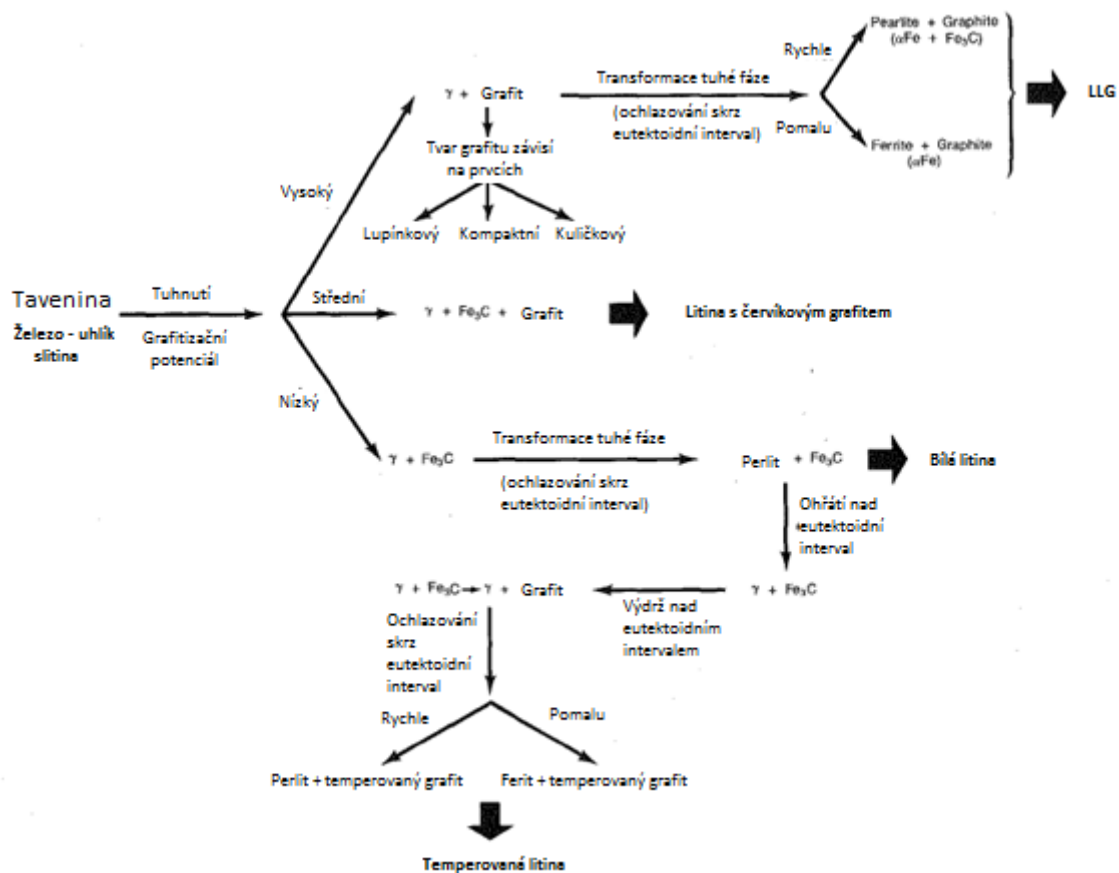 Pearlite + Graphite
(αFe + Fe₃C)
Rychle
Transformace tuhé fáze
γ + Grafit
LLG
(ochlazování skrz
eutektoidní interval)
Pomalu
Ferrite + Graphite
(αFe)
Tvar grafitu závisí
na prvcích
Vysoký
Lupínkový Kompaktní Kuličkový
Tavenina
Tuhnutí
Střední
γ + Fe₃C + Grafit
Litina s červíkovým grafitem
Železo - uhlík
slitina
Grafitizační
potenciál
Nízký
Transformace tuhé fáze
γ + Fe₃C
Perlit + Fe₃C
Bílá litina
(ochlazování skrz
eutektoidní interval)
Ohřátí nad
eutektoidní
interval
γ + Fe₃C → γ + Grafit
γ + Fe₃C
Výdrž nad
eutektoidním
intervalem
Ochlazování
skrz
eutektoidní
interval
Rychle
Pomalu
Perlit + temperovaný grafit
Ferit + temperovaný grafit
Temperovaná litina